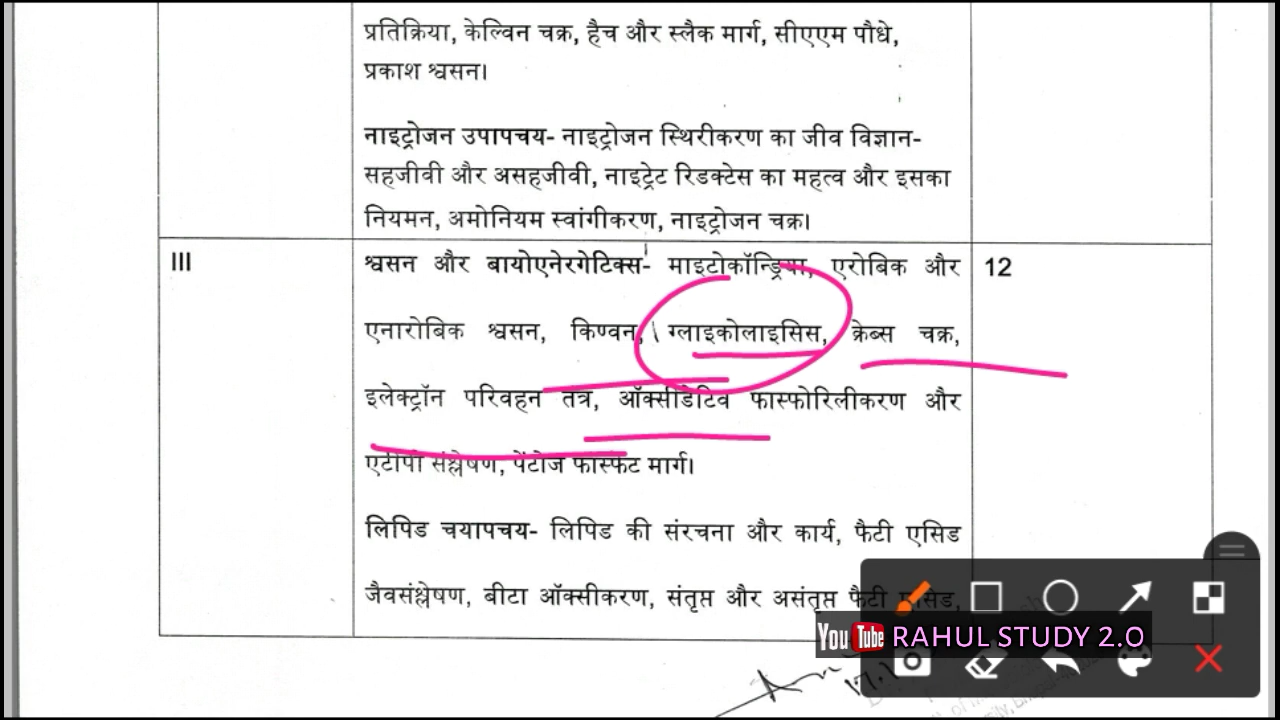 प्रतिक्रिया, केल्विन चक्र, हैच और स्लैक मार्ग, सीएएम पौधे,
प्रकाश श्वसन।
नाइट्रोजन उपापचय- नाइट्रोजन स्थिरीकरण का जीव विज्ञान-
सहजीवी और असहजीवी, नाइट्रेट रिडक्टेस का महत्व और इसका
नियमन, अमोनियम स्वांगीकरण, नाइट्रोजन चक्र।
III श्वसन और बायोएनेरगेटिक्स- माइटोकॉन्ड्रिया, एरोबिक और 12
एनारोबिक श्वसन, किण्वन, ग्लाइकोलाइसिस, क्रेब्स चक्र,
इलेक्ट्रॉन परिवहन तंत्र, ऑक्सीडेटिव फास्फोरिलीकरण और
एटीपी संश्लेषण, पेंटोज फास्फेट मार्ग।
लिपिड चयापचय- लिपिड की संरचना और कार्य, फैटी एसिड
जैवसंश्लेषण, बीटा ऑक्सीकरण, संतृप्त और असंतृप्त फैटी एसिड,
YouTube RAHUL STUDY 2.O